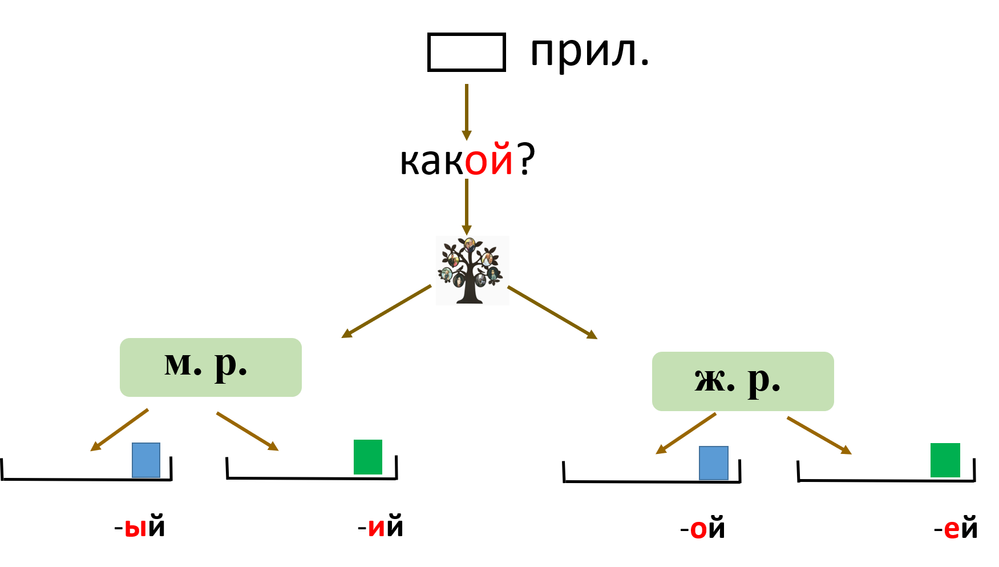 прил.
какой?
м. р.
ж. р.
-ый
-ий
-ой
-ей